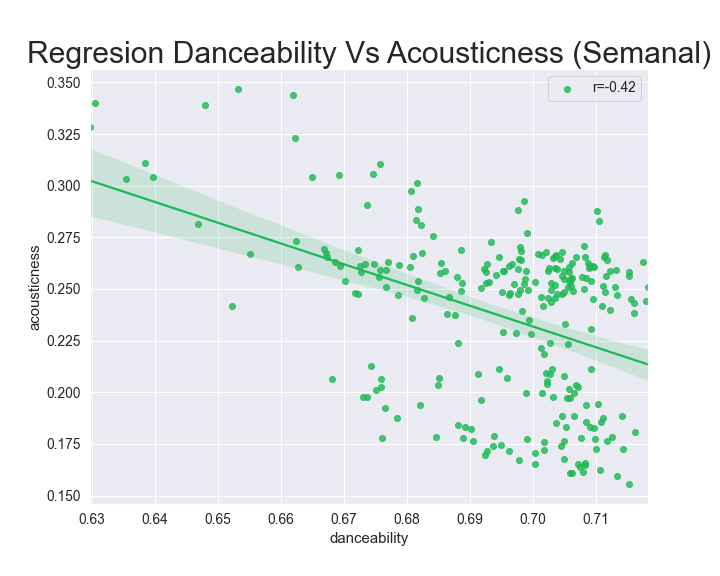 Regresion Danceability Vs Acousticness (Semanal)
r=-0.42
0.350
0.325
0.300
0.275
0.250
0.225
0.200
0.175
0.150
acousticness
0.63 0.64 0.65 0.66 0.67 0.68 0.69 0.70 0.71
danceability